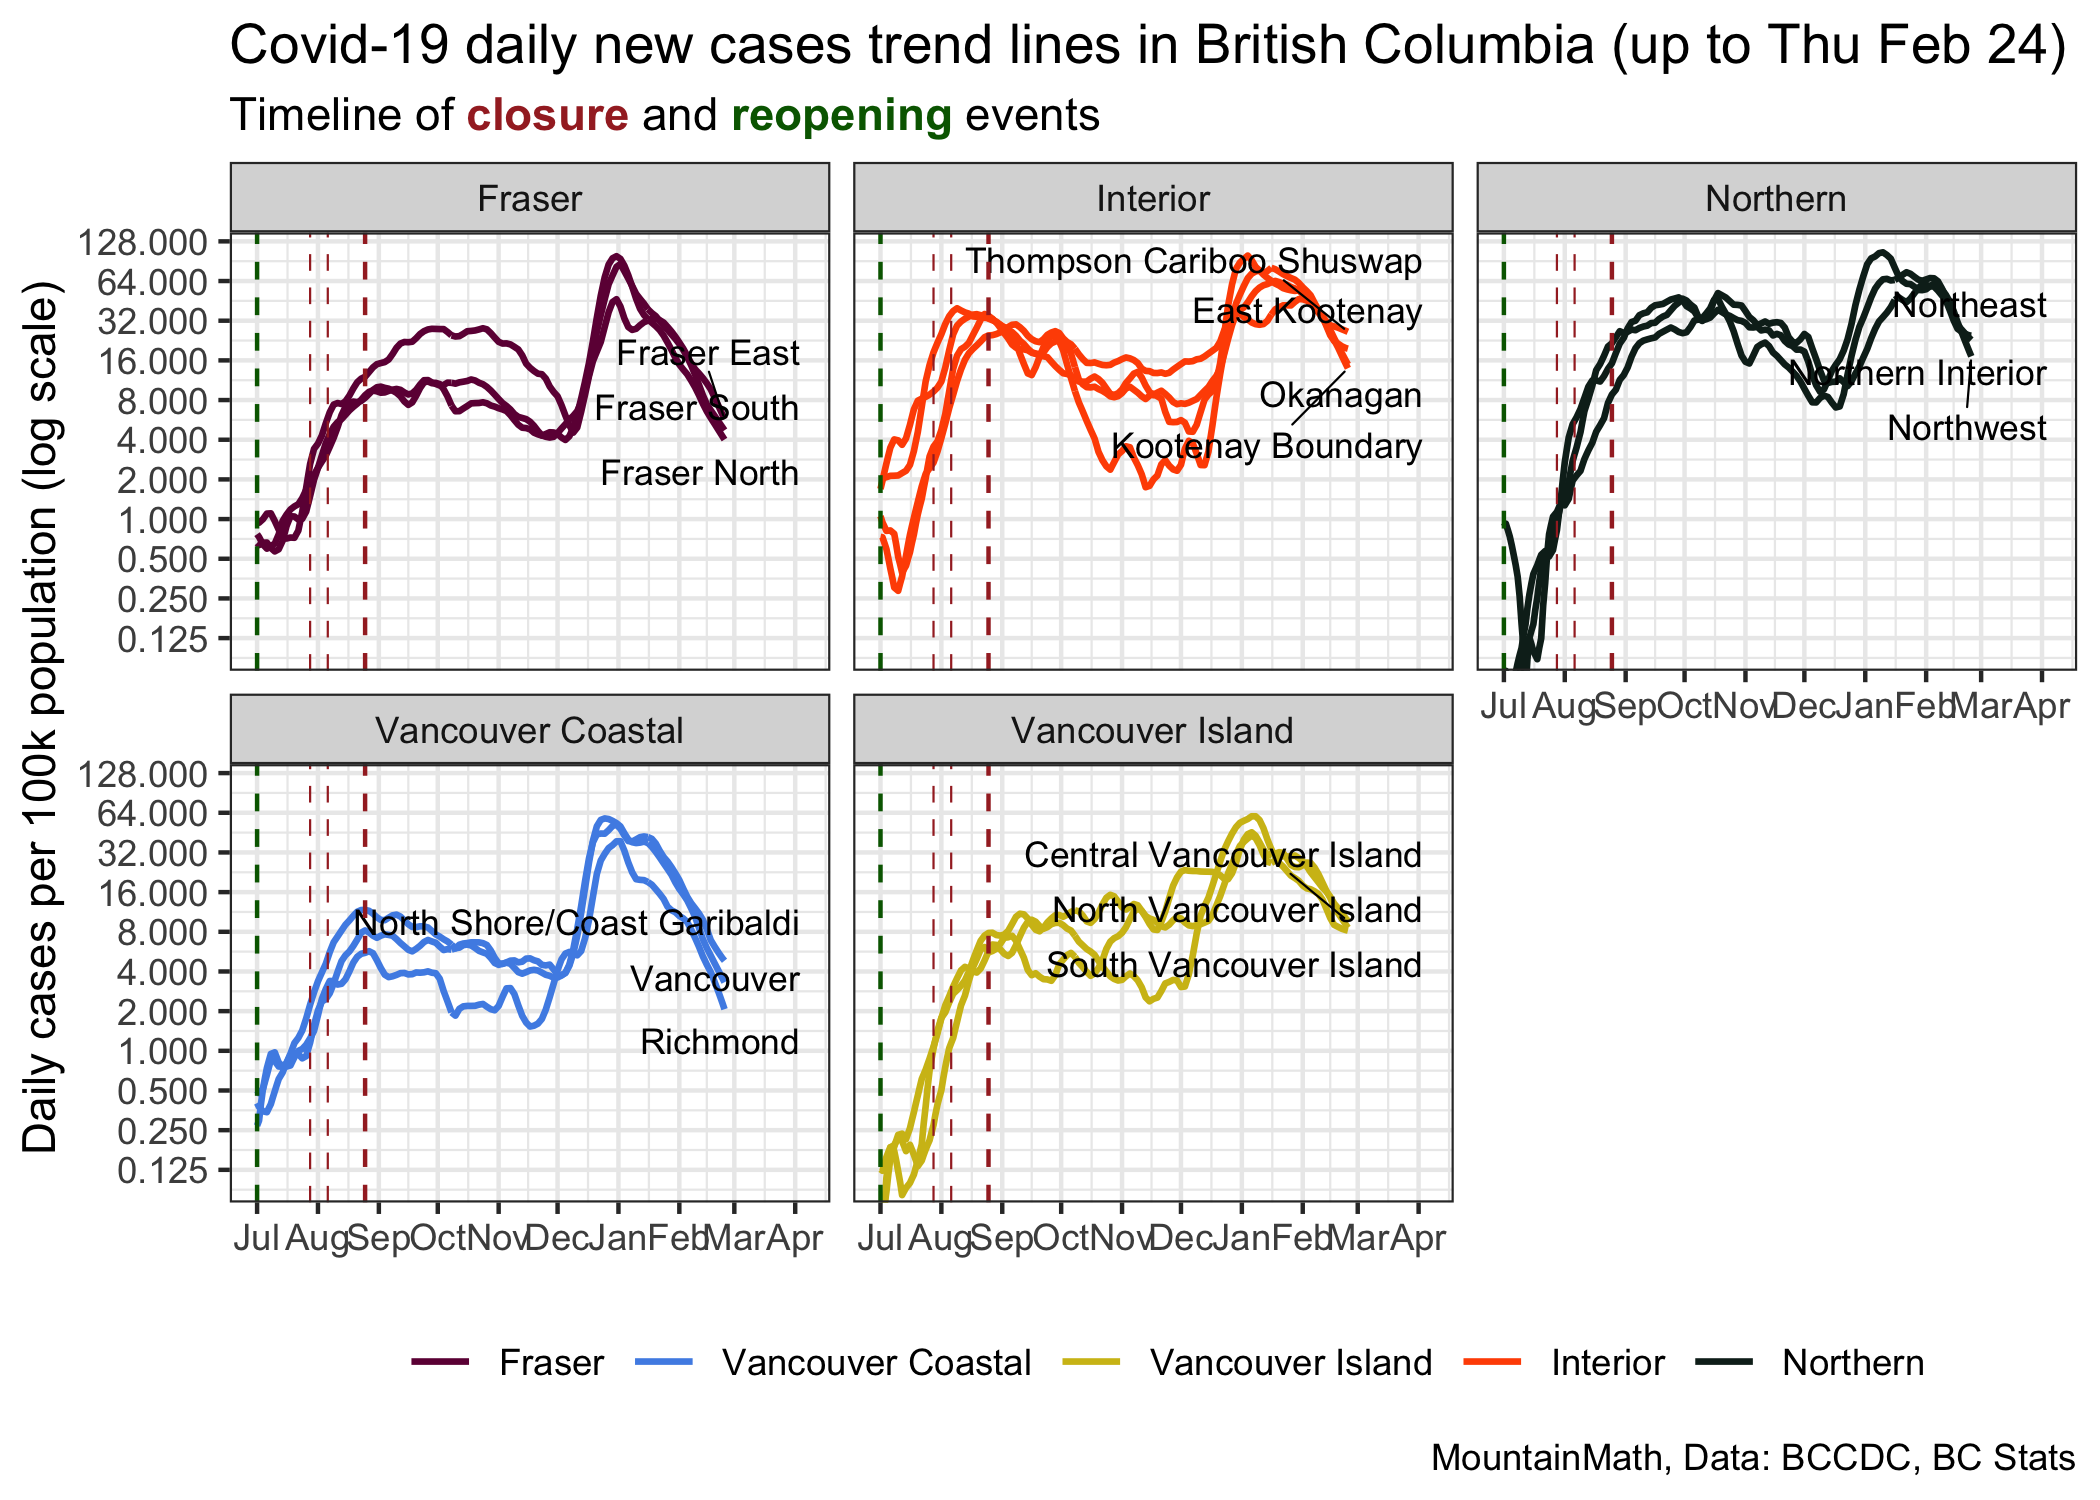 Covid-19 daily new cases trend lines in British Columbia (up to Thu Feb 24)
Timeline of closure and reopening events
Daily cases per 100k population (log scale)
Fraser
Interior
Northern
128.000
64.000
32.000
16.000
8.000
4.000
2.000
1.000
0.500
0.250
0.125
Fraser East
Fraser South
Fraser North
Thompson Cariboo Shuswap
East Kootenay
Okanagan
Kootenay Boundary
Northeast
Northern Interior
Northwest
Jul Aug Sep Oct Nov Dec Jan Feb Mar Apr
Vancouver Coastal
Vancouver Island
128.000
64.000
32.000
16.000
8.000
4.000
2.000
1.000
0.500
0.250
0.125
North Shore/Coast Garibaldi
Vancouver
Richmond
Central Vancouver Island
North Vancouver Island
South Vancouver Island
Jul Aug Sep Oct Nov Dec Jan Feb Mar Apr
Jul Aug Sep Oct Nov Dec Jan Feb Mar Apr
Fraser Vancouver Coastal Vancouver Island Interior Northern
MountainMath, Data: BCCDC, BC Stats